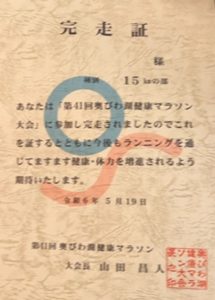 完走証
様
種別 15kmの部
あなたは「第41回奥びわ湖健康マラソン
大会」に参加し完走されましたのでこれ
を証するとともに今後もランニングを通
じてますます健康・体力を増進されるよう
期待いたします。
令和6年5月19日
第41回奥びわ湖健康マラソン
大会長 山田昌人